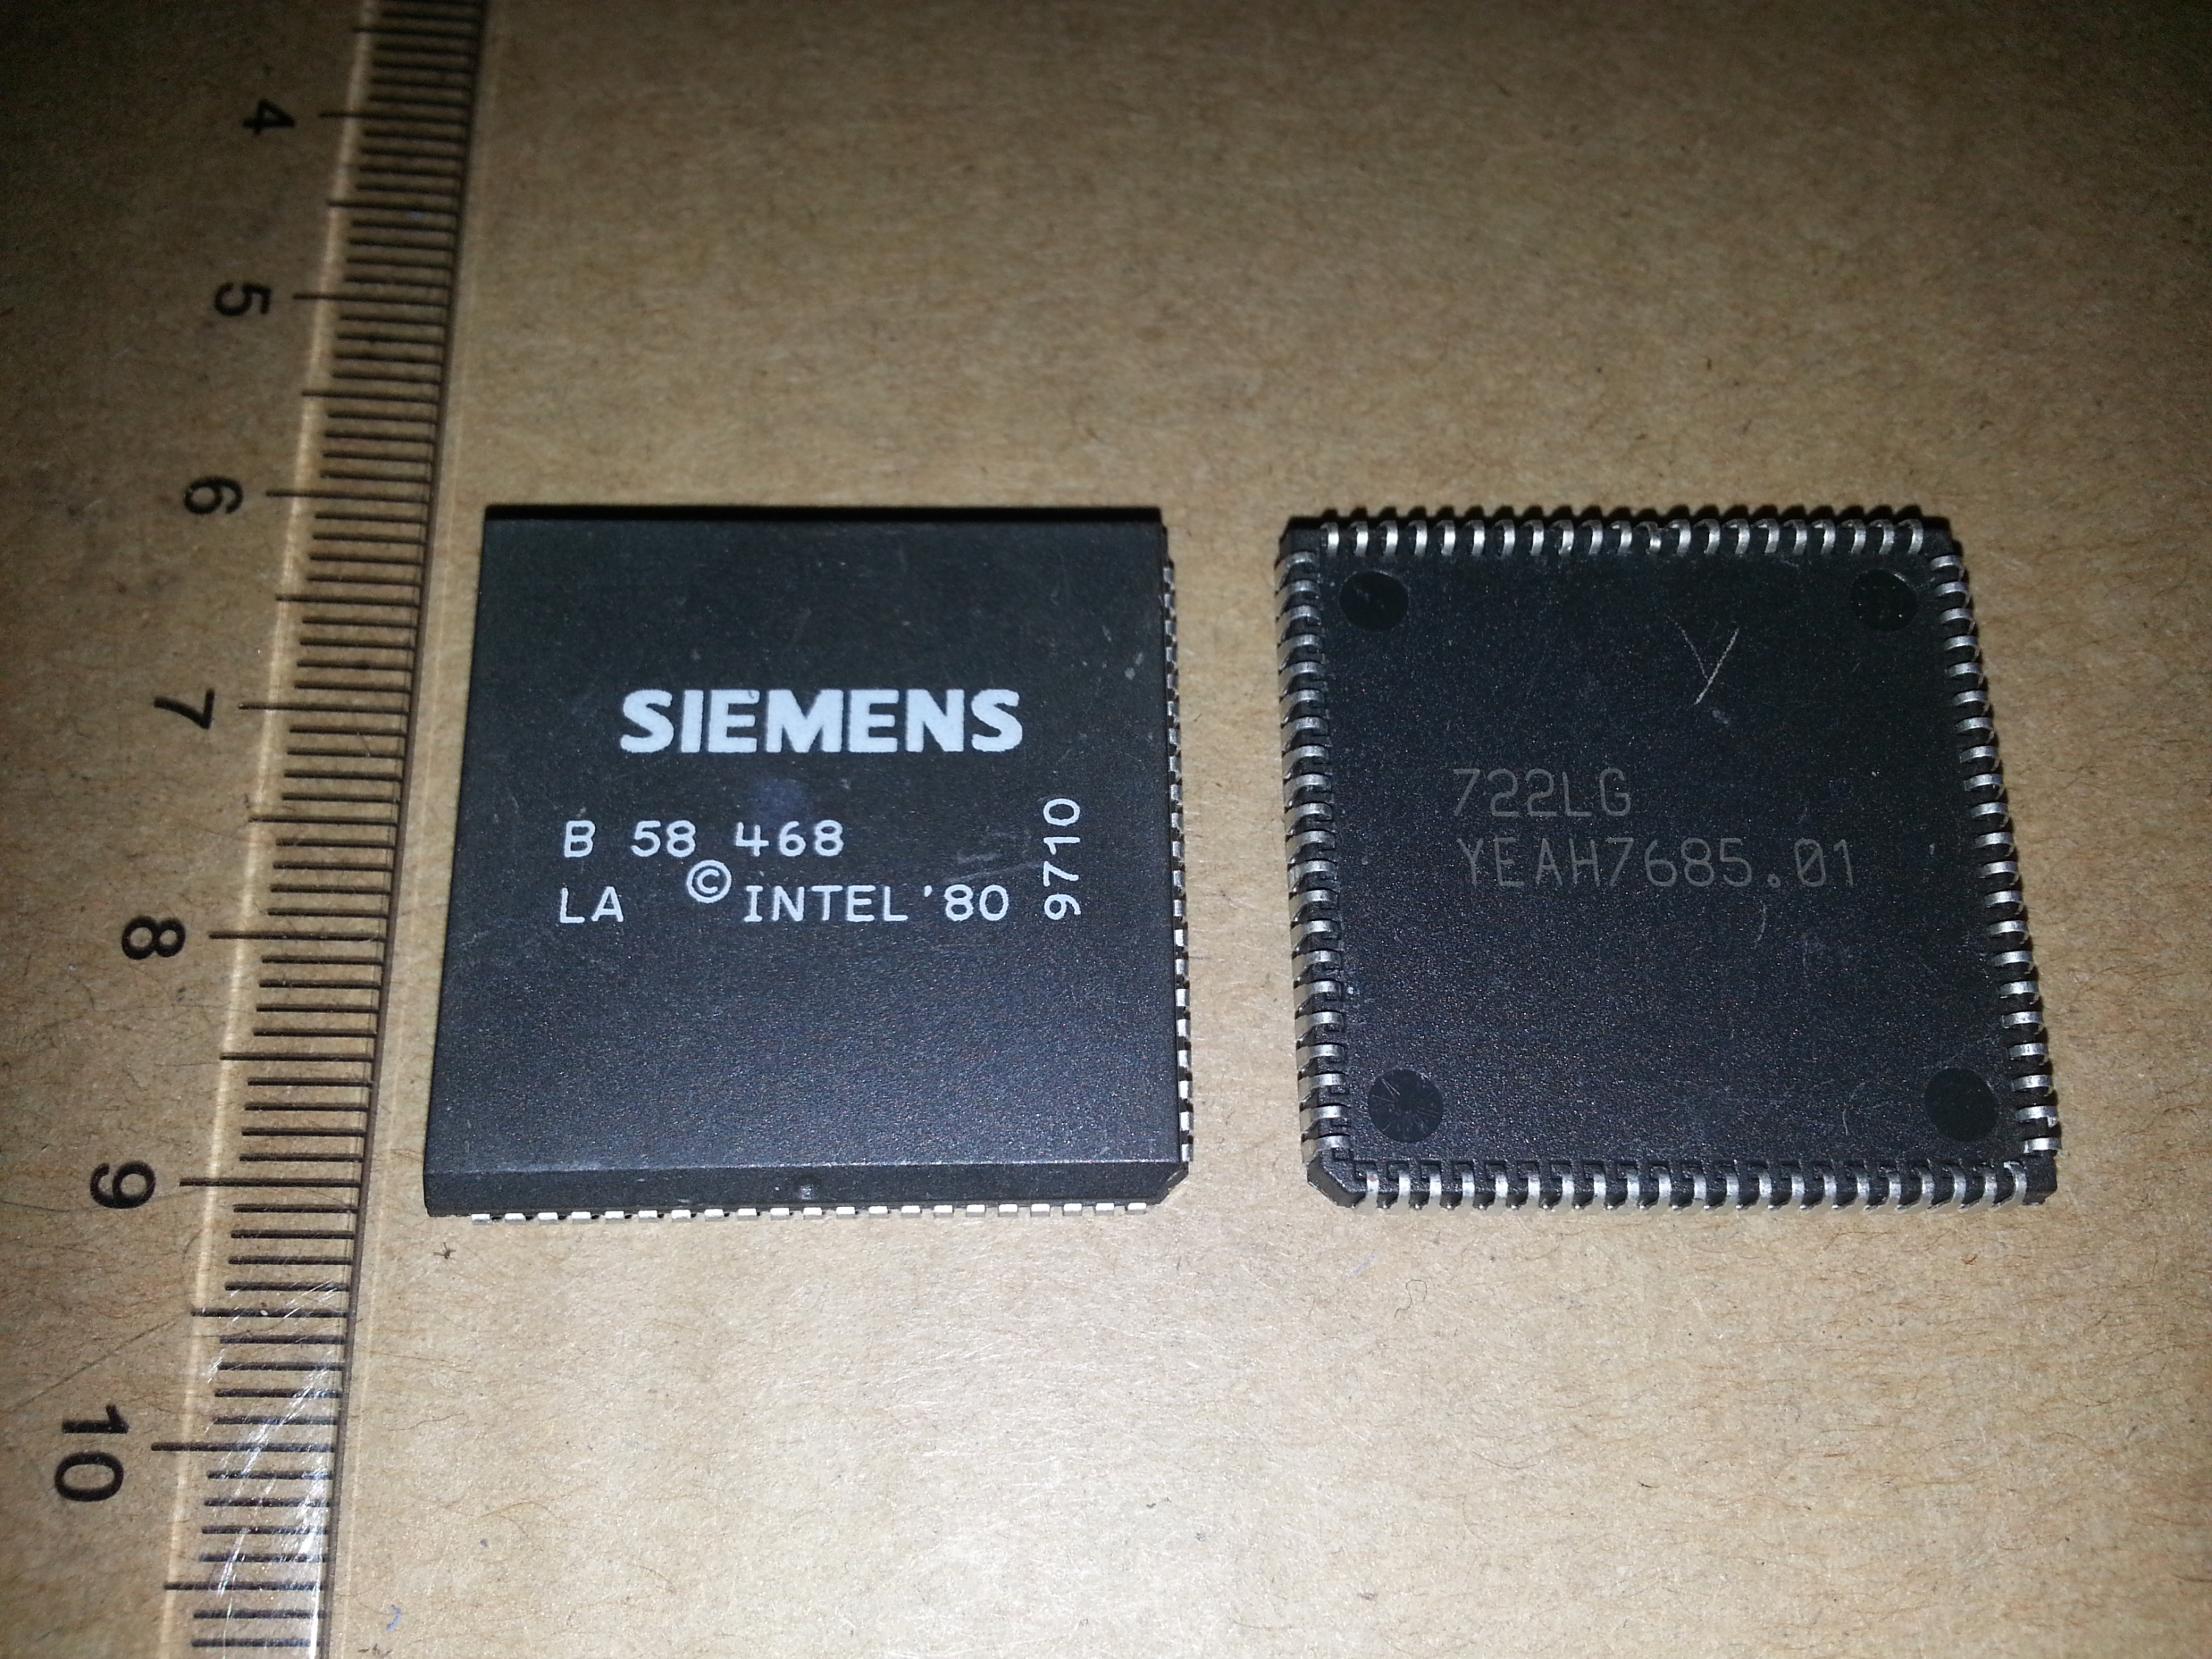 4
5
6
7
8
9
10
SIEMENS
B 58 468
LA © INTEL '80
9710
722LG
YEAH7685.01